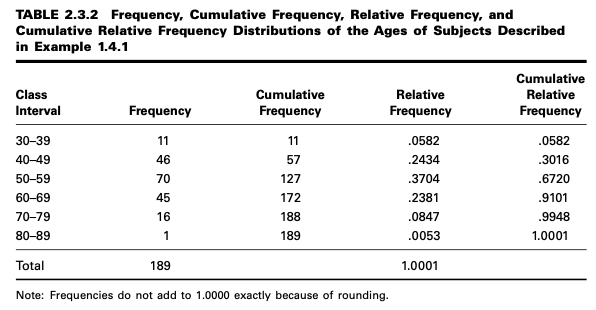 TABLE 2.3.2 Frequency, Cumulative Frequency, Relative Frequency, and
Cumulative Relative Frequency Distributions of the Ages of Subjects Described
in Example 1.4.1
Class Interval Frequency Cumulative Frequency Relative Frequency Cumulative Relative Frequency
30–39 11 11 .0582 .0582
40–49 46 57 .2434 .3016
50–59 70 127 .3704 .6720
60–69 45 172 .2381 .9101
70–79 16 188 .0847 .9948
80–89 1 189 .0053 1.0001
Total 189 1.0001
Note: Frequencies do not add to 1.0000 exactly because of rounding.